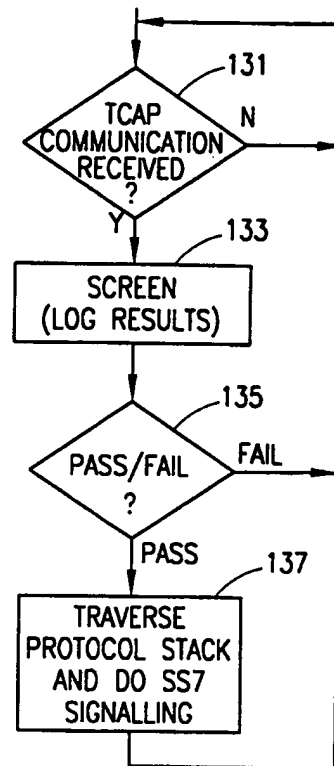 131
TCAP
COMMUNICATION
RECEIVED
?
N
Y
133
SCREEN
(LOG RESULTS)
135
PASS/FAIL
?
FAIL
PASS
137
TRAVERSE
PROTOCOL STACK
AND DO SS7
SIGNALLING